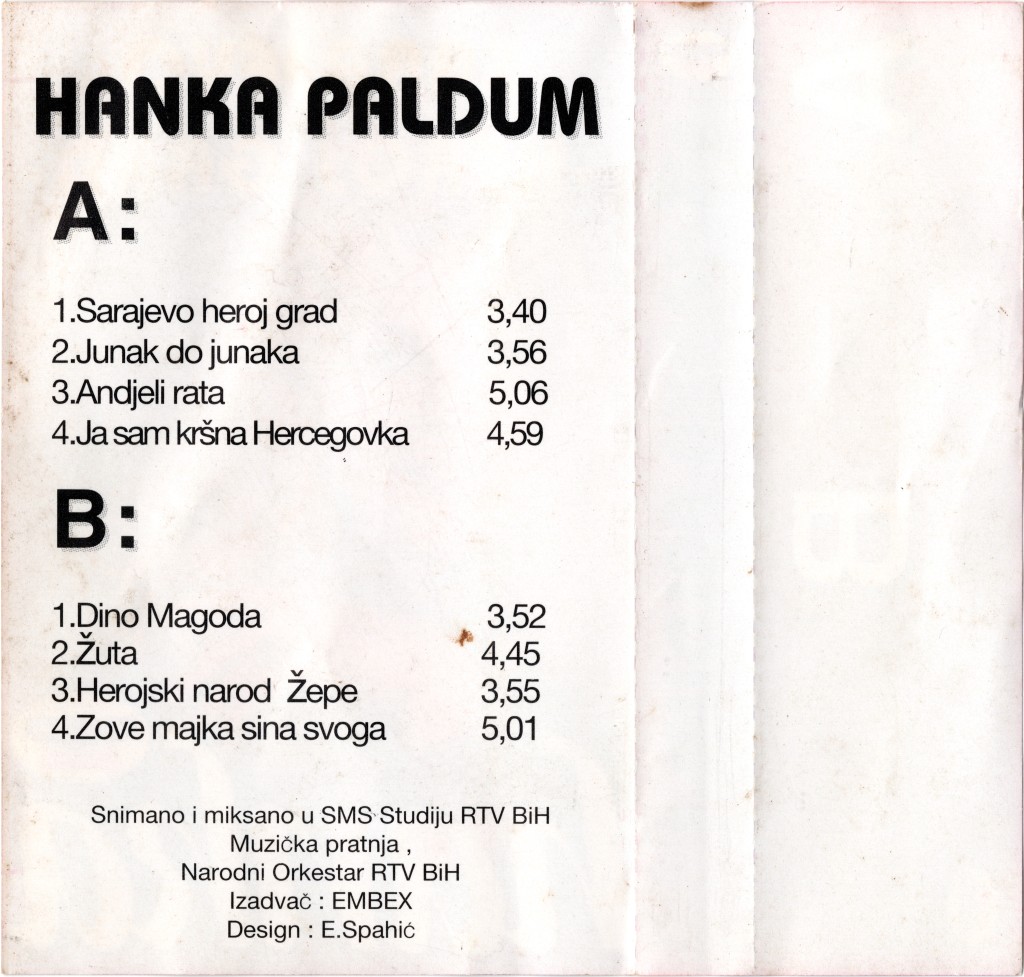 HANKA PALDUM
A:
1.Sarajevo heroj grad 3,40
2.Junak do junaka 3,56
3.Andjeli rata 5,06
4.Ja sam kršna Hercegovka 4,59
B:
1.Dino Magoda 3,52
2.Žuta 4,45
3.Herojski narod Žepe 3,55
4.Zove majka sina svoga 5,01
Snimano i miksano u SMS Studiju RTV BiH
Muzička pratnja ,
Narodni Orkestar RTV BiH
Izadvač : EMBEX
Design : E.Spahić